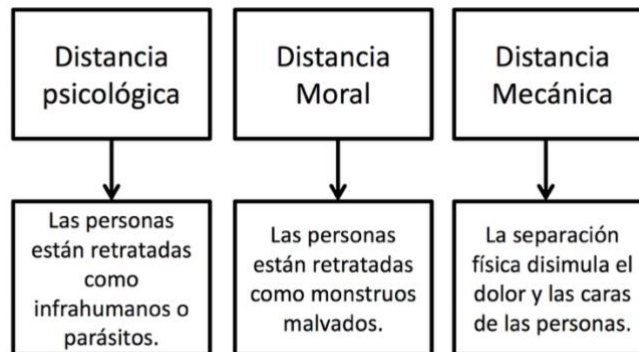 Distancia
psicológica
Distancia
Moral
Distancia
Mecánica
Las personas
están retratadas
como
infrahumanos o
parásitos.
Las personas
están retratadas
como monstruos
malvados.
La separación
física disimula el
dolor y las caras
de las personas.